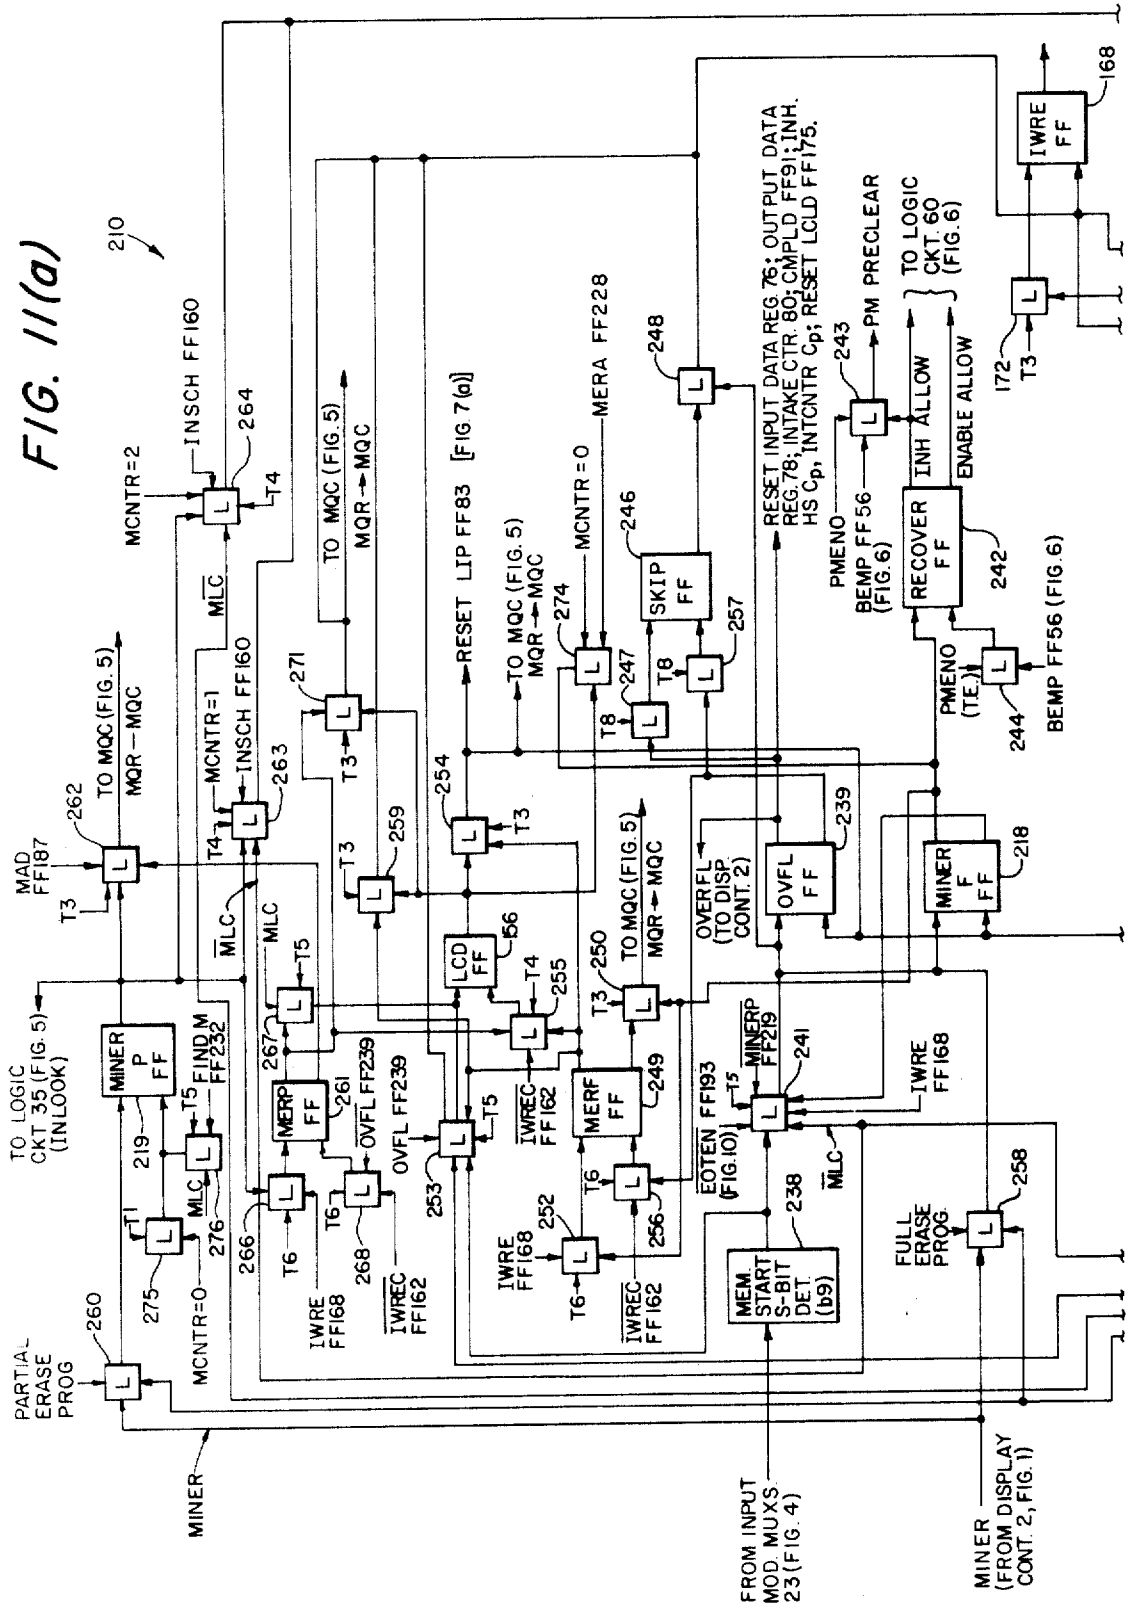 FIG. 11(a)
210
TO LOGIC
CKT 35 (FIG. 5)
(INLOOK)
PARTIAL
ERASE
PROG
260
L
MINER
MINER
P
FF
219
T1
L
275
MCNTR=0
T5
FIND M
FF232
L
MLC
276
MAD
FF187
T3
262
L
TO MQC (FIG. 5)
MQR—MQC
MCNTR=2
INSCH FF160
L
264
T4
MLC
T4
MCNTR=1
INSCH FF160
L
263
MLC
MLC
T5
L
267
MERP
FF
261
266
L
T6
IWRE
FF168
T6
L
268
OVFL FF239
IWREC
FF162
271
L
T3
TO MQC (FIG. 5)
MQR→MQC
T3
L
259
254
L
T3
RESET LIP FF83 [FIG. 7(a)]
TO MQC (FIG. 5)
MQR→MQC
LCD
FF
156
T4
L
255
IWREC
FF162
OVFL FF239
L
253
T5
T3
L
250
TO MQC (FIG. 5)
MQR→MQC
MERF
FF
249
IWRE
FF168
252
L
T6
T6
L
256
IWREC
FF162
274
L
MCNTR=0
MERA FF228
T8
247
L
T8
L
257
SKIP
FF
246
L
248
RESET INPUT DATA REG. 76; OUTPUT DATA
REG. 78; INTAKE CTR. 80; CMPLD FF91; INH.
HS Cp, INTCNTR Cp; RESET LCLD FF175.
OVERFL
(TO DISP
CONT. 2)
OVFL
FF
239
EOTEN FF193
(FIG.10)
T5
MINERP
FF219
L
241
IWRE
FF168
MLC
MEM.
START
S-BIT
DET.
(b9)
238
FROM INPUT
MOD. MUXS.
23 (FIG. 4)
FULL
ERASE
PROG.
L
258
MINER
(FROM DISPLAY
CONT. 2, FIG. 1)
MINER
F
FF
218
PMENO
BEMP FF56
(FIG. 6)
L
243
PM PRECLEAR
INH ALLOW
ENABLE ALLOW
TO LOGIC
CKT. 60
(FIG. 6)
RECOVER
FF
242
PMENO
(T.E.)
L
244
BEMP FF56 (FIG. 6)
172
L
T3
IWRE
FF
168